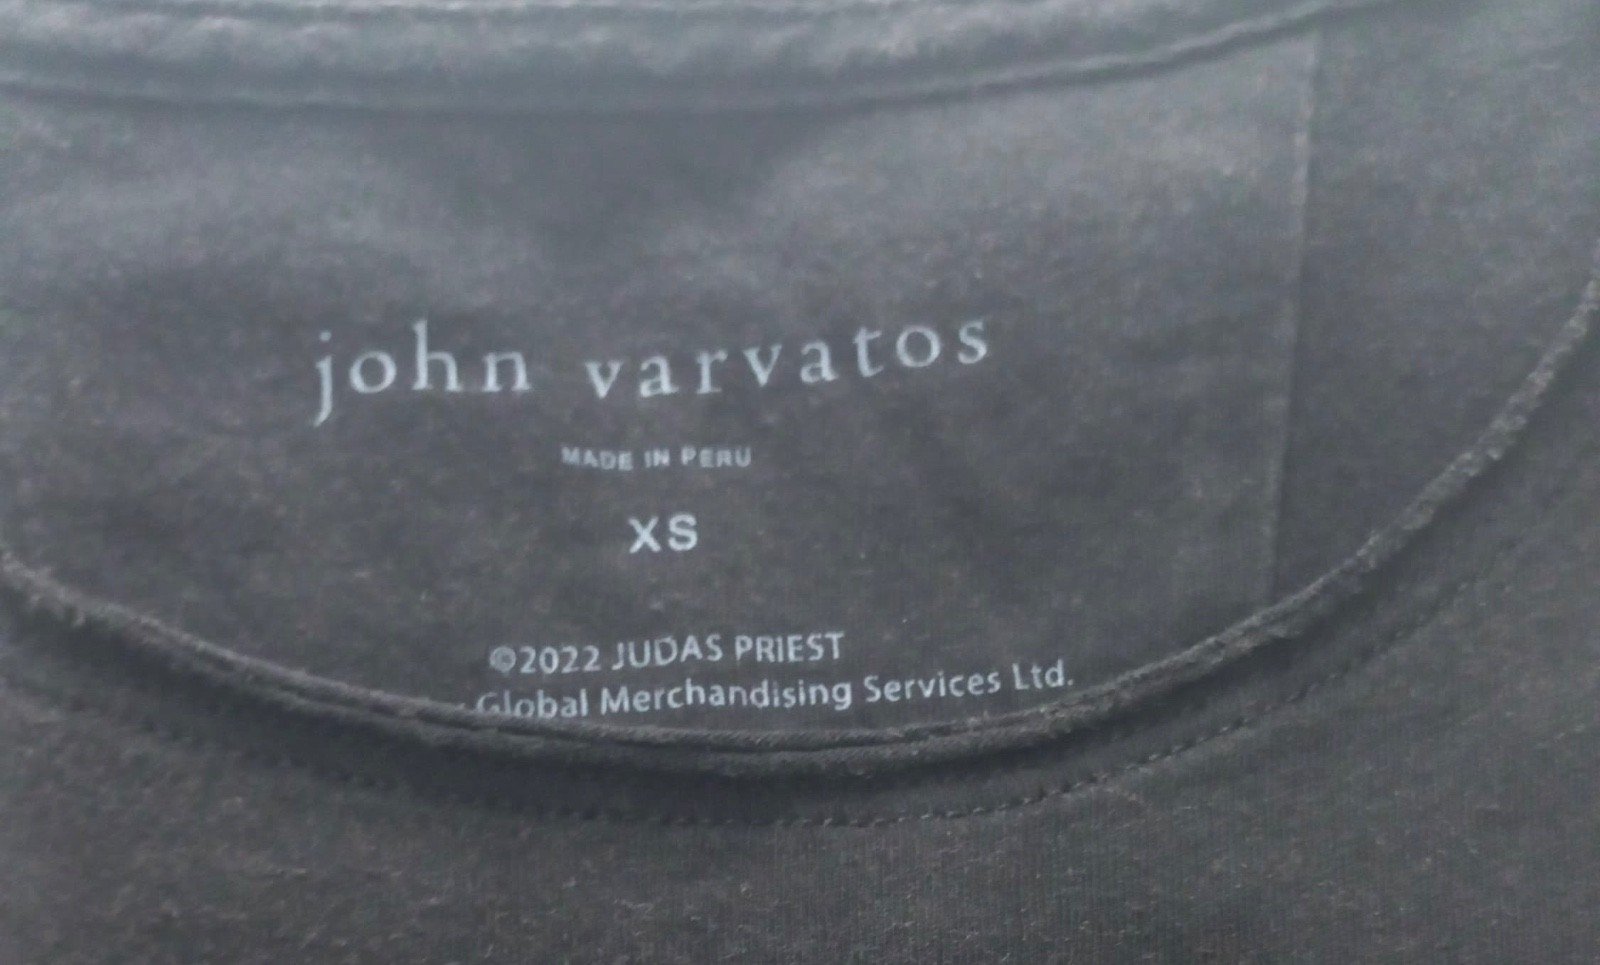 john varvatos
MADE IN PERU
XS
©2022 JUDAS PRIEST
Global Merchandising Services Ltd.